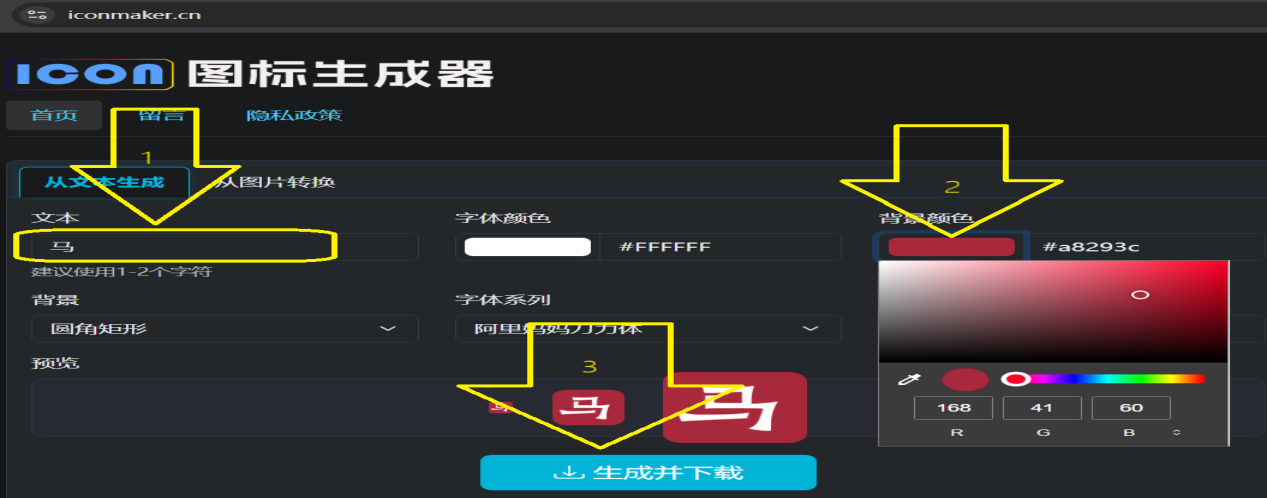 iconmaker.cn
ICON 图标生成器
首页 留言 隐私政策
1
2
从文本生成 从图片转换
文本 字体颜色 背景颜色
马 #FFFFFF #a8293c
建议使用1-2个字符
背景 字体系列
圆角矩形 阿里妈妈刀刀体
预览
3
马 马 马
168 41 60
R G B
生成并下载